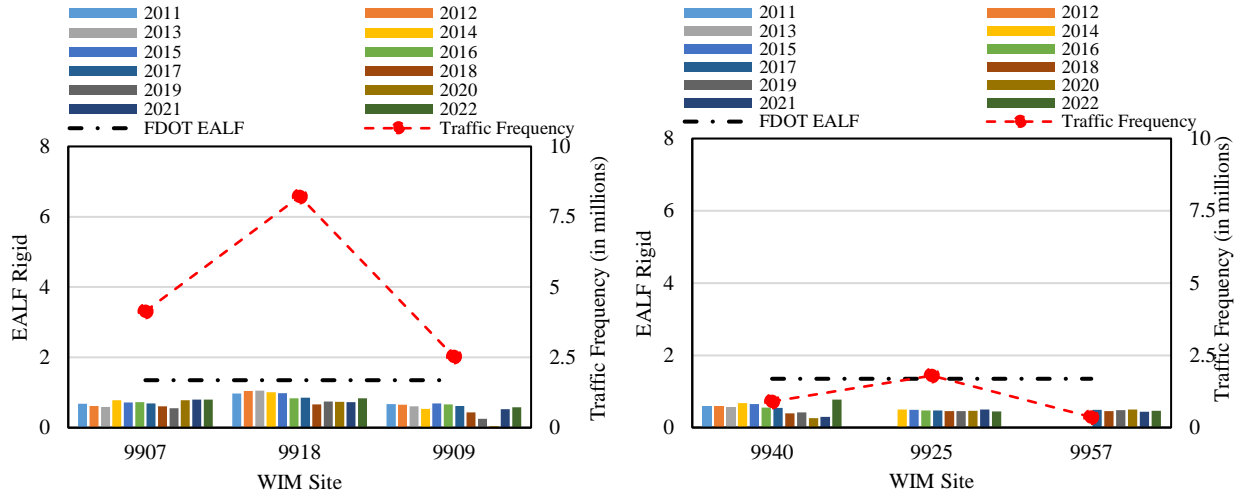 2011 2012
2013 2014
2015 2016
2017 2018
2019 2020
2021 2022
FDOT EALF Traffic Frequency
8 10
6 7.5
4 5
2 2.5
0 0
EALF Rigid
Traffic Frequency (in millions)
9907 9918 9909
WIM Site
2011 2012
2013 2014
2015 2016
2017 2018
2019 2020
2021 2022
FDOT EALF Traffic Frequency
8 10
6 7.5
4 5
2 2.5
0 0
EALF Rigid
Traffic Frequency (in millions)
9940 9925 9957
WIM Site